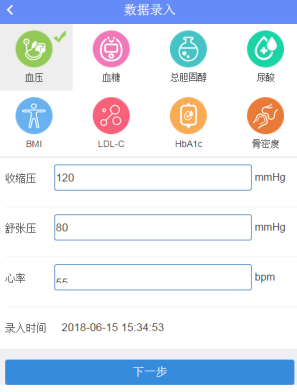 数据录入
血压 血糖 总胆固醇 尿酸
BMI LDL-C HbA1c 骨密度
收缩压 120 mmHg
舒张压 80 mmHg
心率 55 bpm
录入时间 2018-06-15 15:34:53
下一步